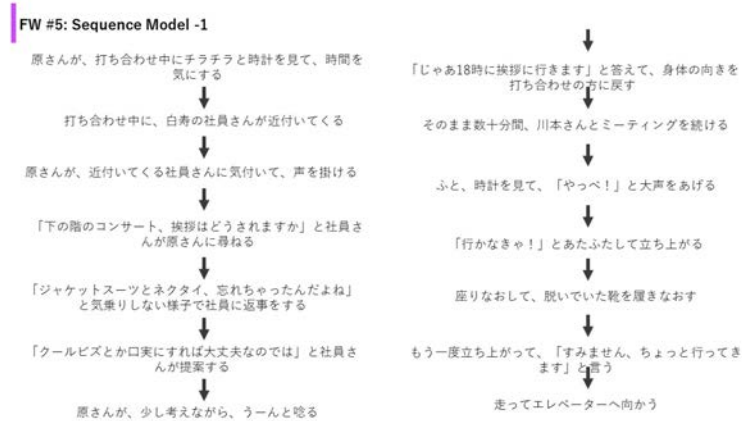 FW #5: Sequence Model -1
原さんが、打ち合わせ中にチラチラと時計を見て、時間を
気にする
打ち合わせ中に、白寿の社員さんが近付いてくる
原さんが、近付いてくる社員さんに気付いて、声を掛ける
「下の階のコンサート、挨拶はどうされますか」と社員さ
んが原さんに尋ねる
「ジャケットスーツとネクタイ、忘れちゃったんだよね」
と気乗りしない様子で社員に返事をする
「クールビズとか口実にすれば大丈夫なのでは」と社員さ
んが提案する
原さんが、少し考えながら、うーんと唸る
「じゃあ18時に挨拶に行きます」と答えて、身体の向きを
打ち合わせの方に戻す
そのまま数十分間、川本さんとミーティングを続ける
ふと、時計を見て、「やっべ！」と大声をあげる
「行かなきゃ！」とあたふたして立ち上がる
座りなおして、脱いでいた靴を履きなおす
もう一度立ち上がって、「すみません、ちょっと行ってき
ます」と言う
走ってエレベーターへ向かう